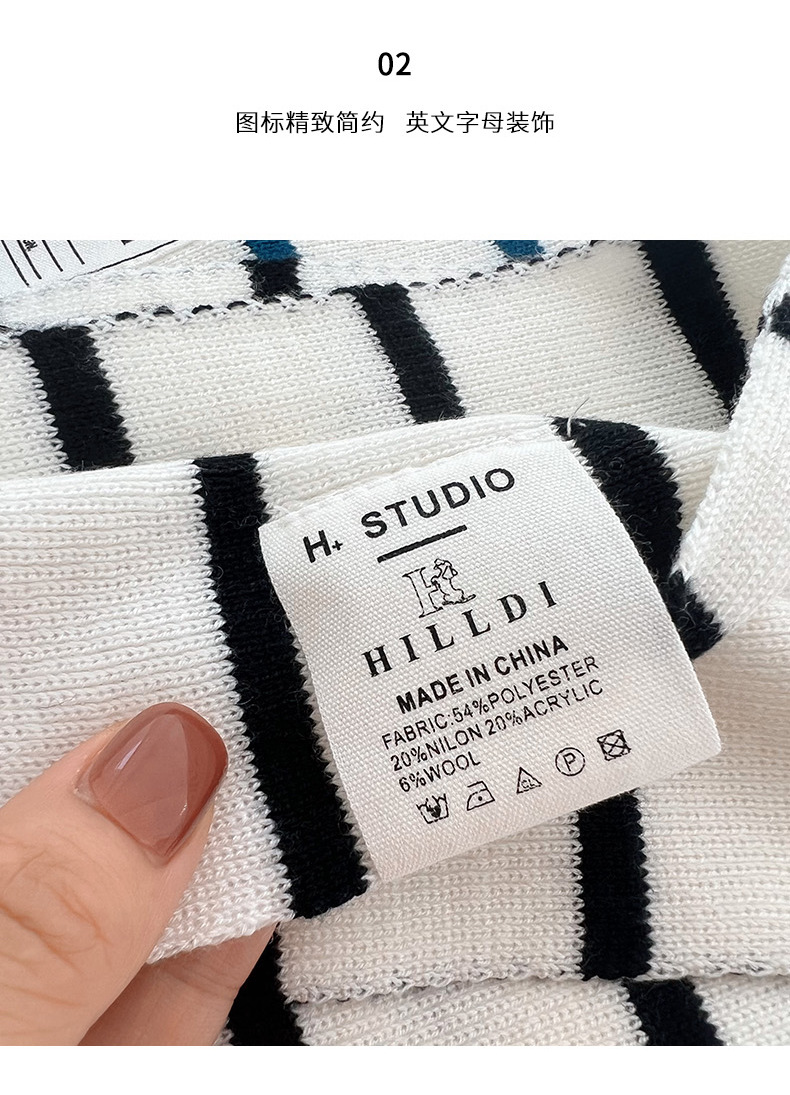 02
图标精致简约 英文字母装饰
H+ STUDIO
H
HILLDI
MADE IN CHINA
FABRIC:54%POLYESTER
20%NILON 20%ACRYLIC
6%WOOL
CL
P